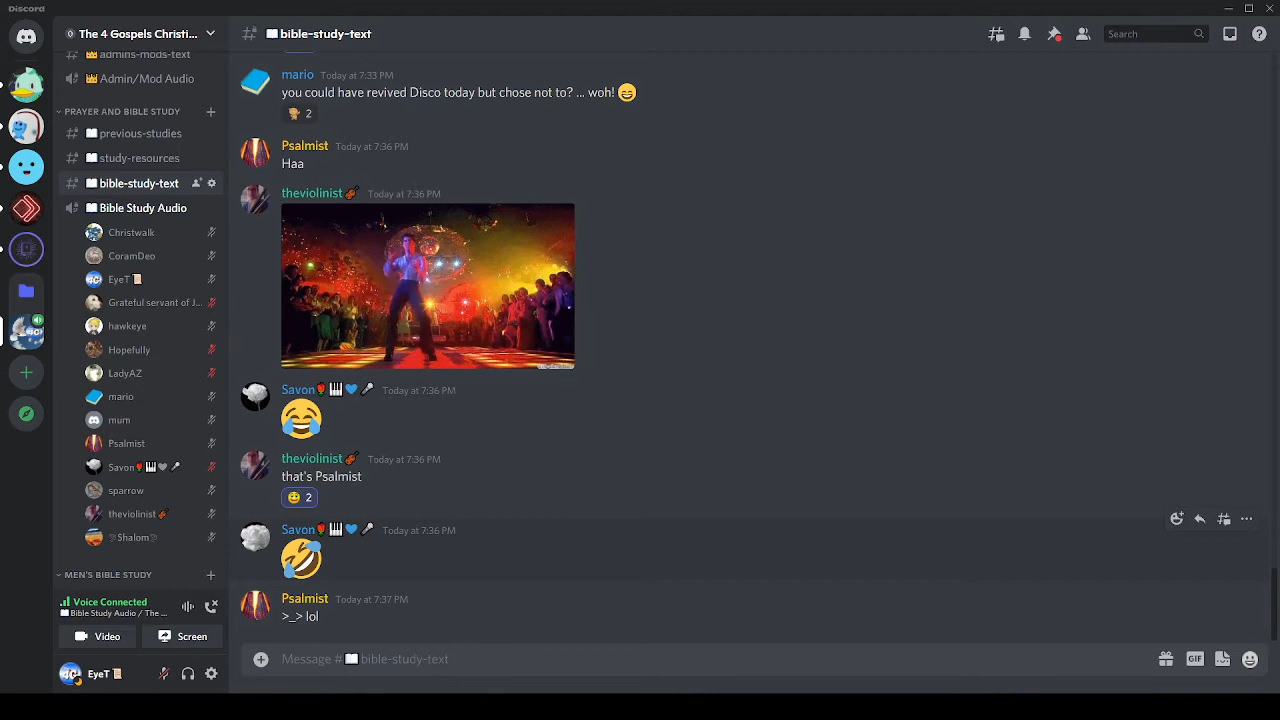 Discord
The 4 Gospels Christi...
bible-study-text
Search
admins-mods-text
Admin/Mod Audio
PRAYER AND BIBLE STUDY
previous-studies
study-resources
bible-study-text
Bible Study Audio
Christwalk
CoramDeo
EyeT
Grateful servant of J...
hawkeye
Hopefully
LadyAZ
mario
mum
Psalmist
Savon
sparrow
theviolinist
Shalom
MEN'S BIBLE STUDY
Voice Connected
Bible Study Audio / The ...
Video
Screen
EyeT
mario Today at 7:33 PM
you could have revived Disco today but chose not to? ... woh!
2
Psalmist Today at 7:36 PM
Haa
theviolinist Today at 7:36 PM
Savon Today at 7:36 PM
theviolinist Today at 7:36 PM
that's Psalmist
2
Savon Today at 7:36 PM
Psalmist Today at 7:37 PM
>_> lol
Message # bible-study-text
GIF